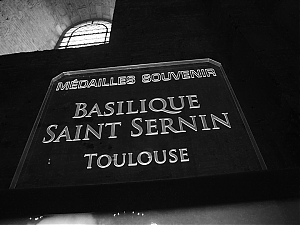 MÉDAILLES SOUVENIR
BASILIQUE
SAINT SERNIN
TOULOUSE